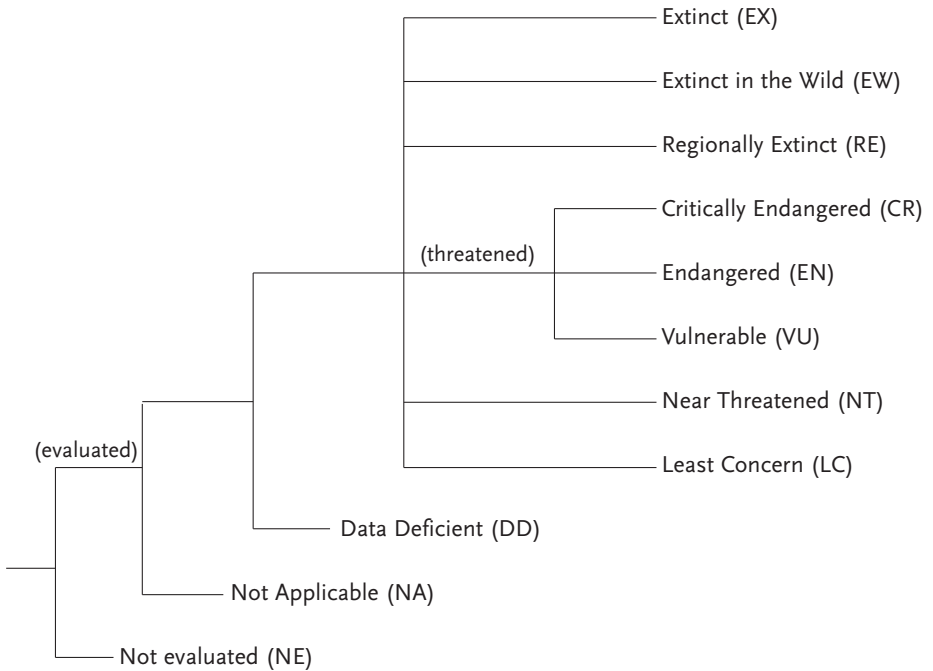 Extinct (EX)
Extinct in the Wild (EW)
Regionally Extinct (RE)
Critically Endangered (CR)
(threatened)
Endangered (EN)
Vulnerable (VU)
Near Threatened (NT)
(evaluated)
Least Concern (LC)
Data Deficient (DD)
Not Applicable (NA)
Not evaluated (NE)